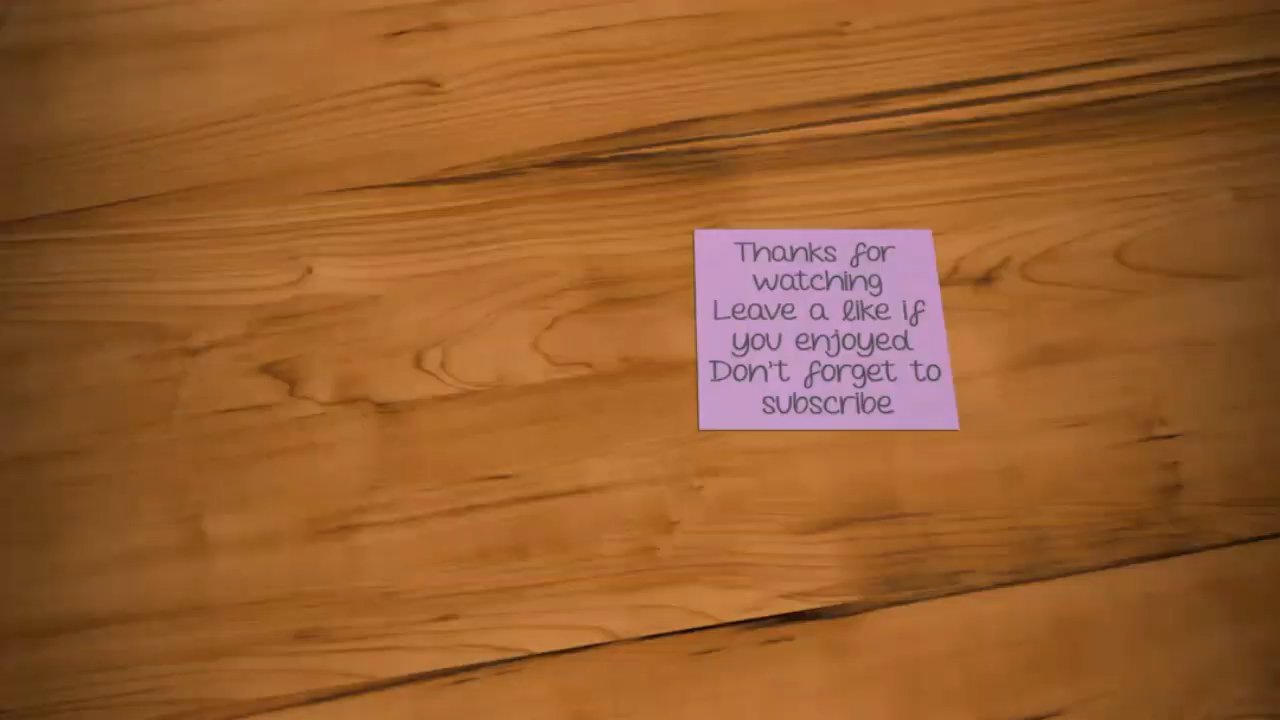 Thanks for
watching
Leave a like if
you enjoyed
Don't forget to
subscribe